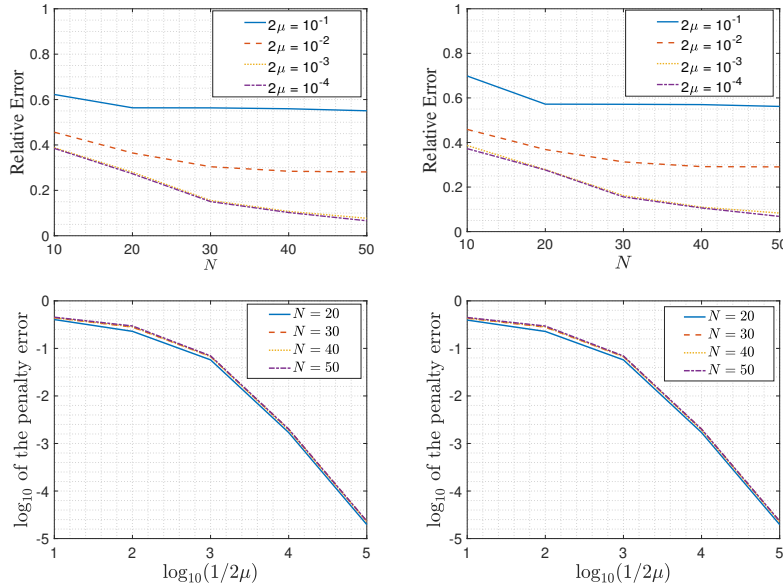 1
0.8
0.6
0.4
0.2
0
Relative Error
10 20 30 40 50
N
2μ = 10⁻¹
2μ = 10⁻²
2μ = 10⁻³
2μ = 10⁻⁴
1
0.8
0.6
0.4
0.2
0
Relative Error
10 20 30 40 50
N
2μ = 10⁻¹
2μ = 10⁻²
2μ = 10⁻³
2μ = 10⁻⁴
0
-1
-2
-3
-4
-5
log₁₀ of the penalty error
1 2 3 4 5
log₁₀(1/2μ)
N = 20
N = 30
N = 40
N = 50
0
-1
-2
-3
-4
-5
log₁₀ of the penalty error
1 2 3 4 5
log₁₀(1/2μ)
N = 20
N = 30
N = 40
N = 50